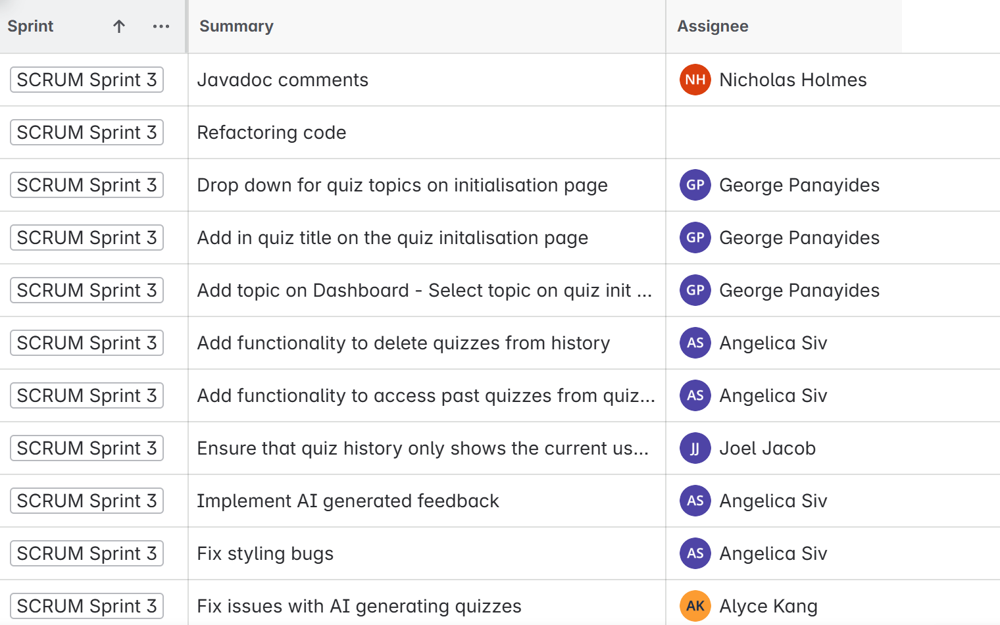 Sprint Summary Assignee
SCRUM Sprint 3 Javadoc comments NH Nicholas Holmes
SCRUM Sprint 3 Refactoring code
SCRUM Sprint 3 Drop down for quiz topics on initialisation page GP George Panayides
SCRUM Sprint 3 Add in quiz title on the quiz initalisation page GP George Panayides
SCRUM Sprint 3 Add topic on Dashboard - Select topic on quiz init ... GP George Panayides
SCRUM Sprint 3 Add functionality to delete quizzes from history AS Angelica Siv
SCRUM Sprint 3 Add functionality to access past quizzes from quiz... AS Angelica Siv
SCRUM Sprint 3 Ensure that quiz history only shows the current us... JJ Joel Jacob
SCRUM Sprint 3 Implement AI generated feedback AS Angelica Siv
SCRUM Sprint 3 Fix styling bugs AS Angelica Siv
SCRUM Sprint 3 Fix issues with AI generating quizzes AK Alyce Kang